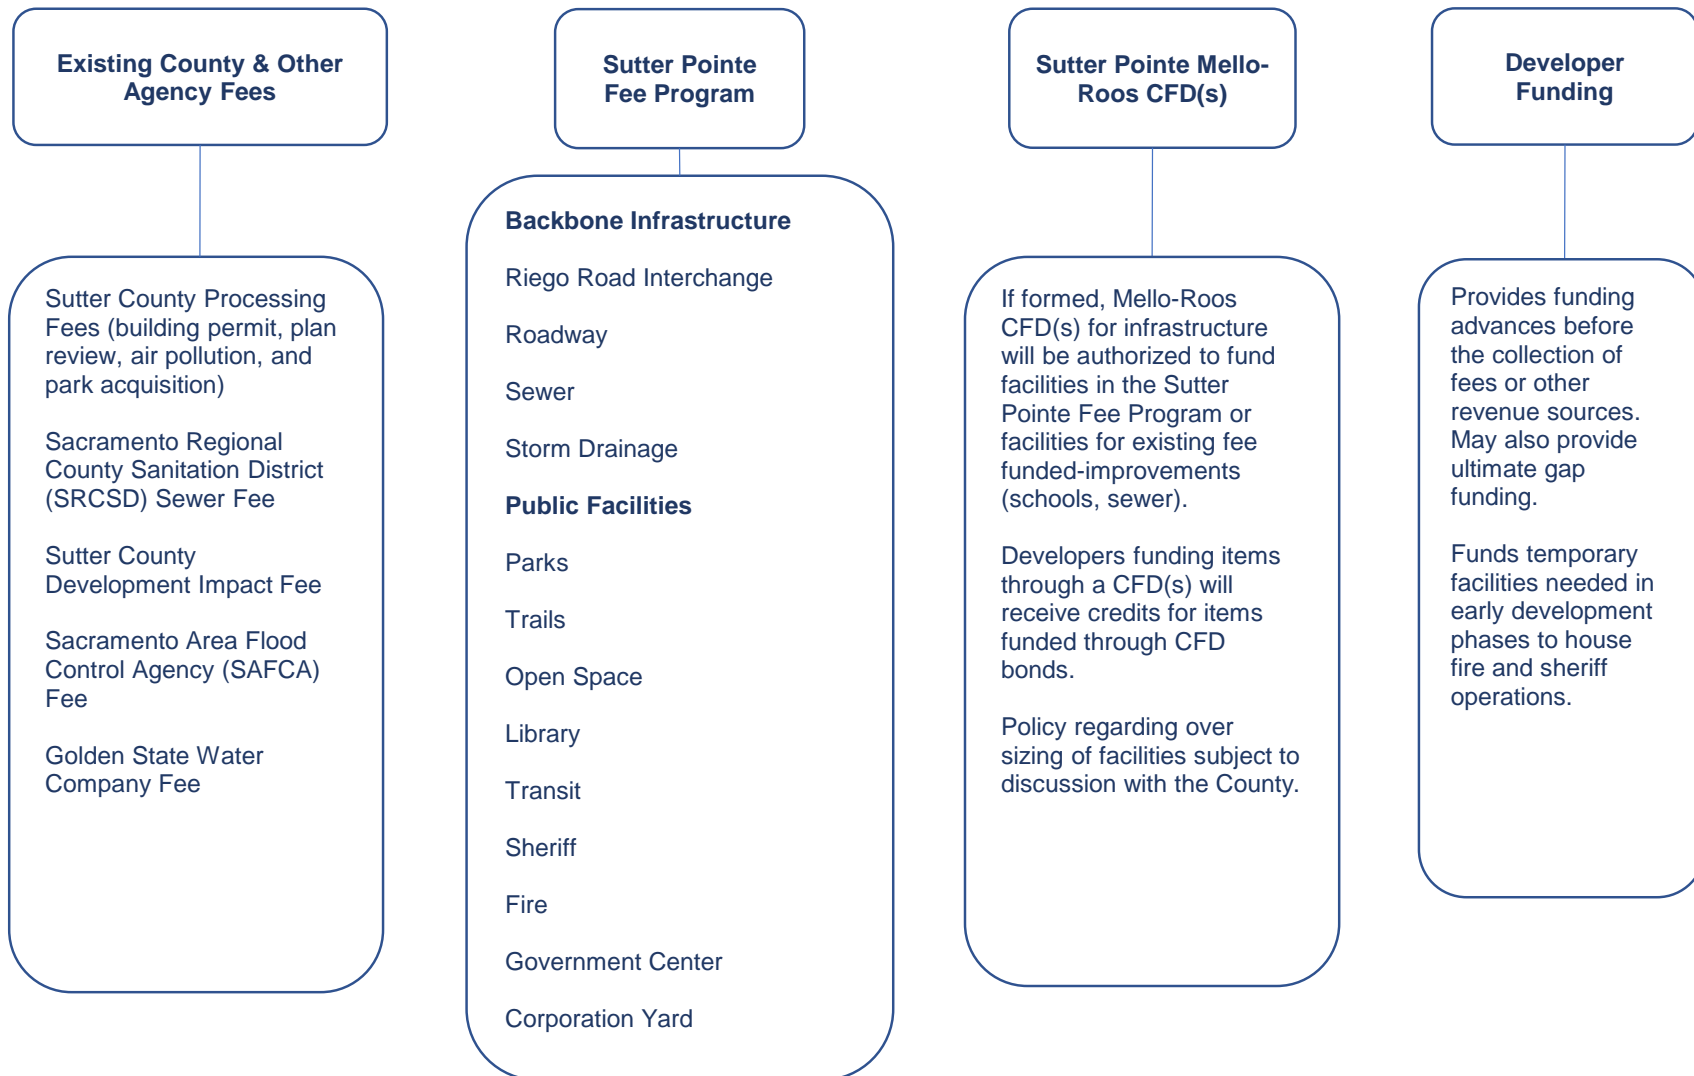 Existing County & Other
Agency Fees
Sutter County Processing
Fees (building permit, plan
review, air pollution, and
park acquisition)
Sacramento Regional
County Sanitation District
(SRCSD) Sewer Fee
Sutter County
Development Impact Fee
Sacramento Area Flood
Control Agency (SAFCA)
Fee
Golden State Water
Company Fee
Sutter Pointe
Fee Program
Backbone Infrastructure
Riego Road Interchange
Roadway
Sewer
Storm Drainage
Public Facilities
Parks
Trails
Open Space
Library
Transit
Sheriff
Fire
Government Center
Corporation Yard
Sutter Pointe Mello-
Roos CFD(s)
If formed, Mello-Roos
CFD(s) for infrastructure
will be authorized to fund
facilities in the Sutter
Pointe Fee Program or
facilities for existing fee
funded-improvements
(schools, sewer).
Developers funding items
through a CFD(s) will
receive credits for items
funded through CFD
bonds.
Policy regarding over
sizing of facilities subject to
discussion with the County.
Developer
Funding
Provides funding
advances before
the collection of
fees or other
revenue sources.
May also provide
ultimate gap
funding.
Funds temporary
facilities needed in
early development
phases to house
fire and sheriff
operations.